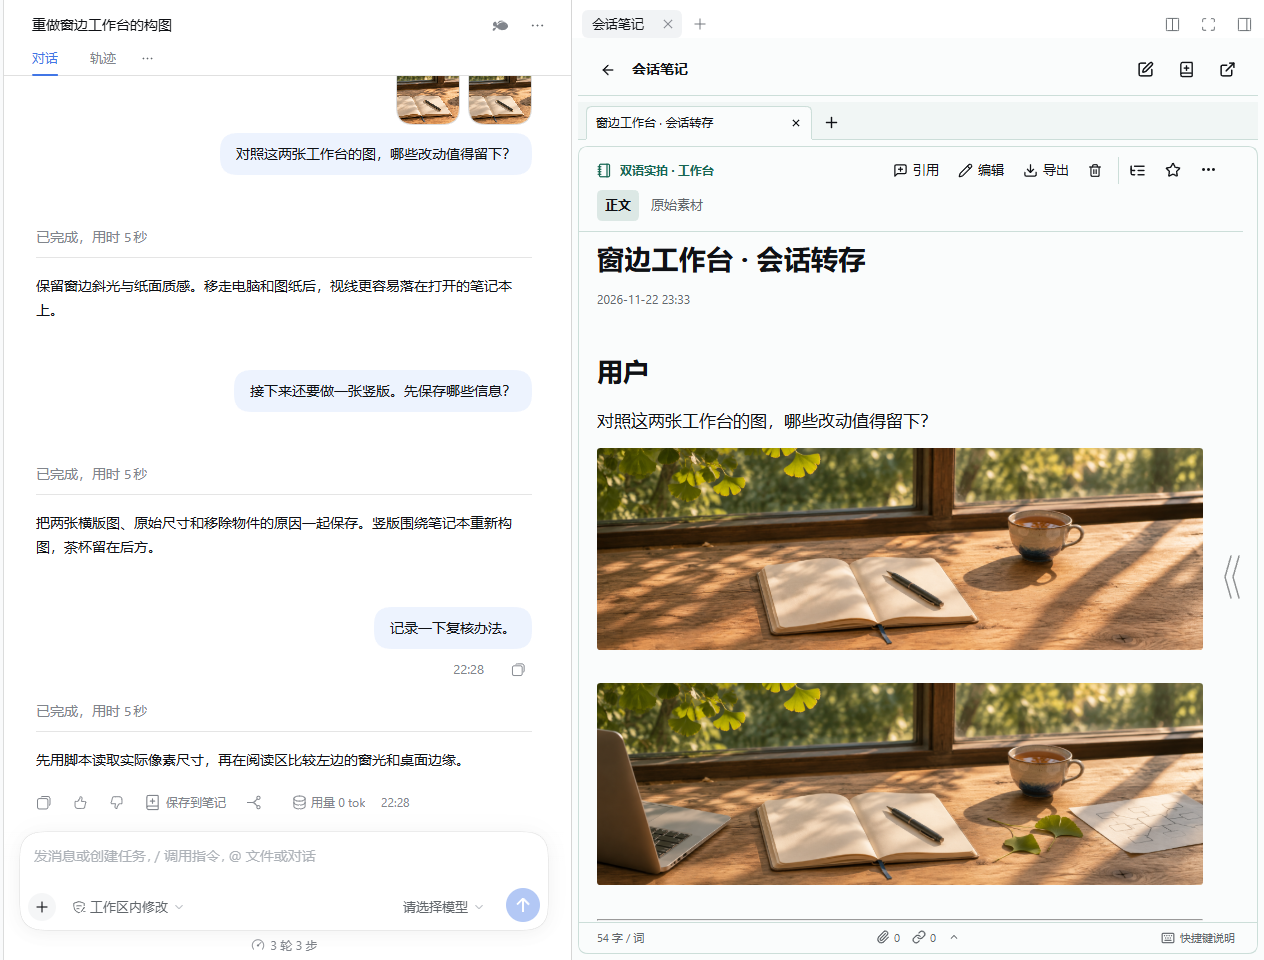 重做窗边工作台的构图
对话
轨迹
对照这两张工作台的图，哪些改动值得留下？
已完成，用时 5 秒
保留窗边斜光与纸面质感。移走电脑和图纸后，视线更容易落在打开的笔记本
上。
接下来还要做一张竖版。先保存哪些信息？
已完成，用时 5 秒
把两张横版图、原始尺寸和移除物件的原因一起保存。竖版围绕笔记本重新构
图，茶杯留在后方。
记录一下复核办法。
22:28
已完成，用时 5 秒
先用脚本读取实际像素尺寸，再在阅读区比较左边的窗光和桌面边缘。
保存到笔记
用量 0 tok
22:28
发消息或创建任务, / 调用指令, @ 文件或对话
工作区内修改
请选择模型
3 轮 3 步
会话笔记
会话笔记
窗边工作台 · 会话转存
双语实拍 · 工作台
引用
编辑
导出
正文
原始素材
窗边工作台 · 会话转存
2026-11-22 23:33
用户
对照这两张工作台的图，哪些改动值得留下？
54 字 / 词
0
0
快捷键说明